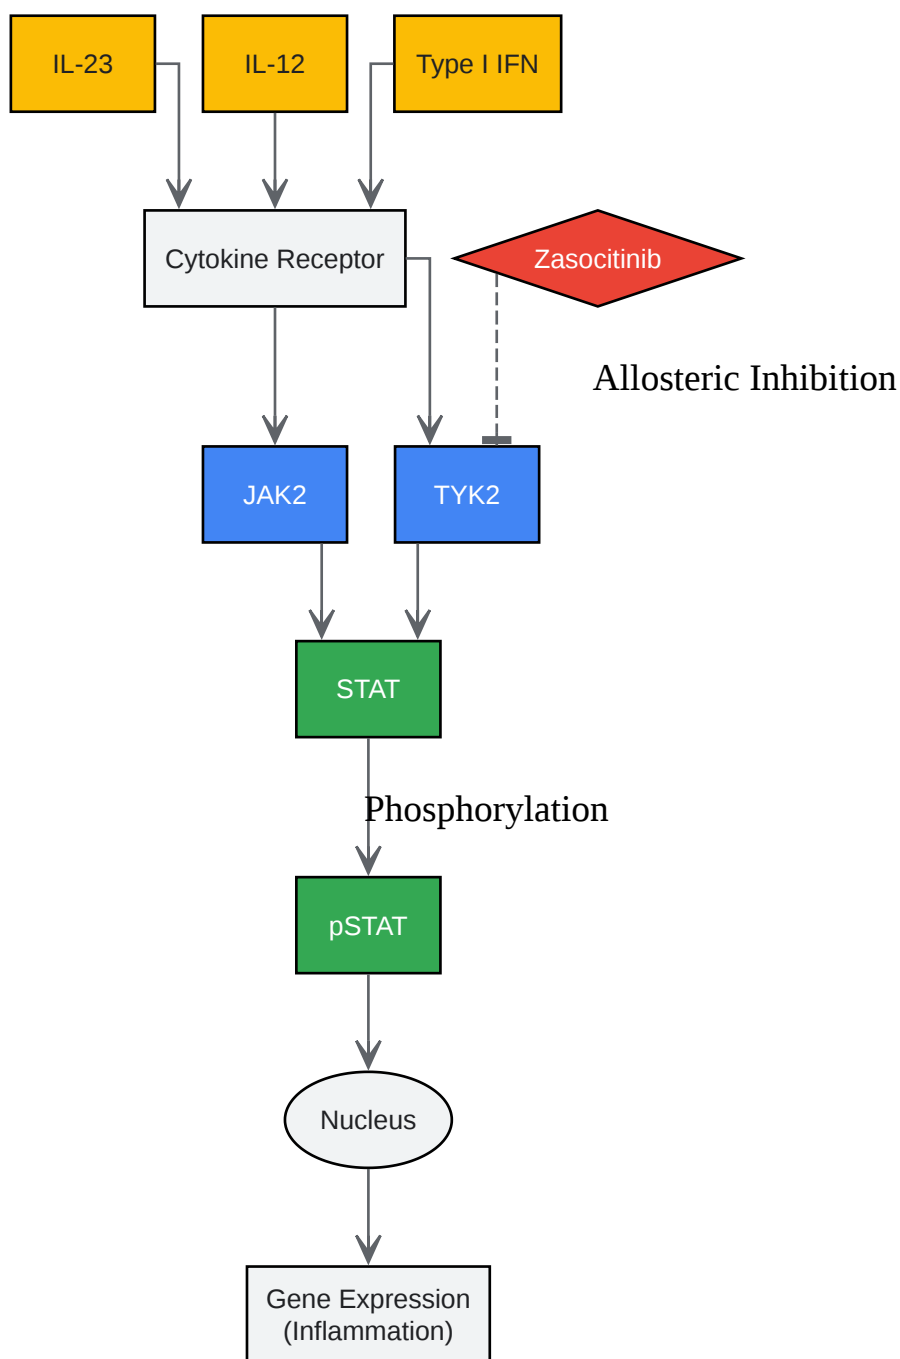 IL-23
IL-12
Type I IFN
Cytokine Receptor
Zasocitinib
Allosteric Inhibition
JAK2
TYK2
STAT
Phosphorylation
pSTAT
Nucleus
Gene Expression
(Inflammation)